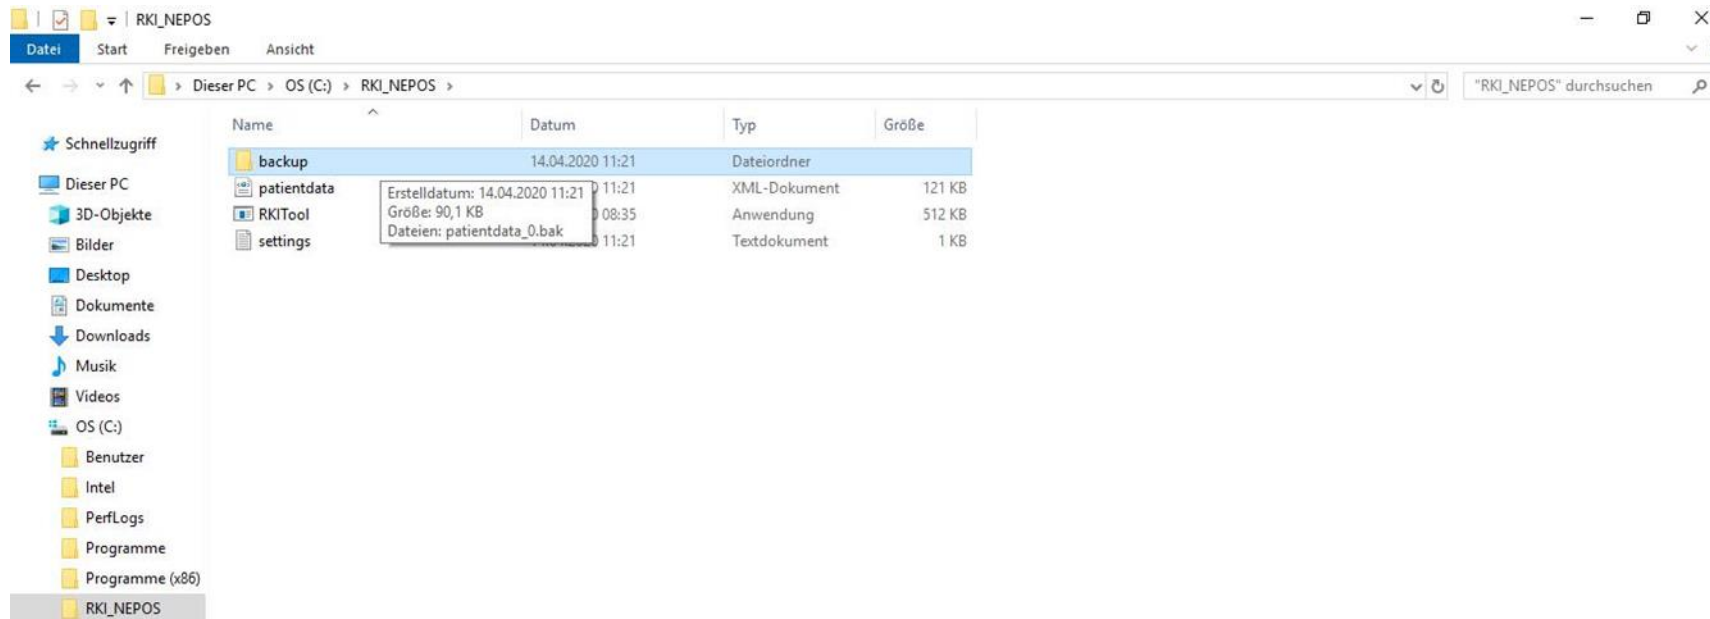 RKI_NEPOS
Datei Start Freigeben Ansicht
Dieser PC > OS (C:) > RKI_NEPOS > "RKI_NEPOS" durchsuchen
Name Datum Typ Größe
Schnellzugriff
Dieser PC
3D-Objekte
Bilder
Desktop
Dokumente
Downloads
Musik
Videos
OS (C:)
Benutzer
Intel
PerfLogs
Programme
Programme (x86)
RKI_NEPOS
backup 14.04.2020 11:21 Dateiordner
patientdata 11:21 XML-Dokument 121 KB
RKITool 08:35 Anwendung 512 KB
settings 11:21 Textdokument 1 KB
Erstelldatum: 14.04.2020 11:21
Größe: 90,1 KB
Dateien: patientdata_0.bak